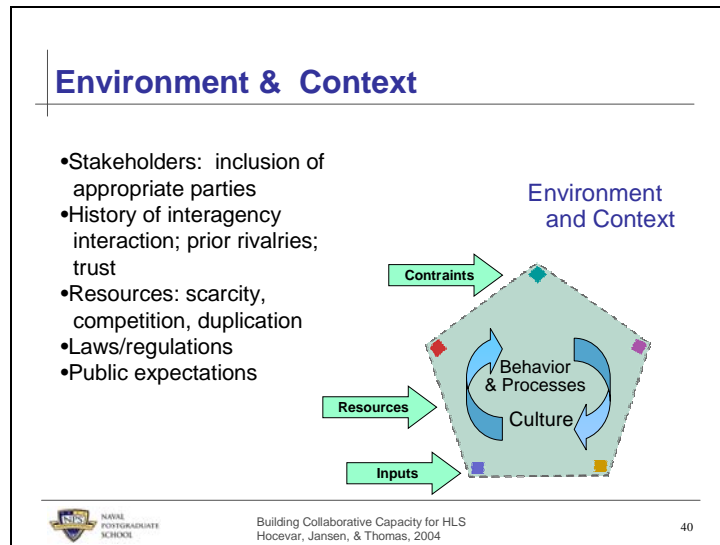 Environment &  Context
•Stakeholders:  inclusion of
appropriate parties
•History of interagency
interaction; prior rivalries;
trust
•Resources: scarcity,
competition, duplication
•Laws/regulations
•Public expectations
Environment
and Context
Contraints
Behavior
& Processes
Culture
Resources
Inputs
NPS
NAVAL
POSTGRADUATE
SCHOOL
Building Collaborative Capacity for HLS
Hocevar, Jansen, & Thomas, 2004
40